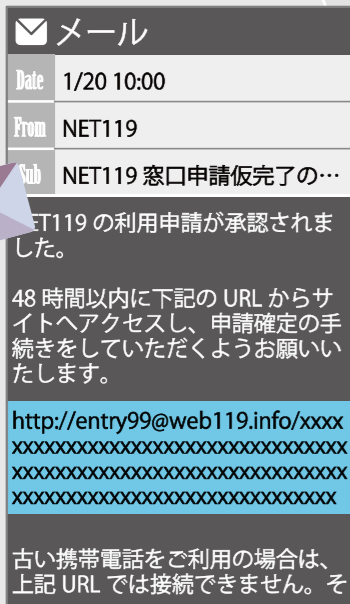 メール
Date 1/20 10:00
From NET119
Sub NET119 窓口申請仮完了の…
ET119 の利用申請が承認されま
した。
48 時間以内に下記の URL からサ
イトへアクセスし、申請確定の手
続きをしていただくようお願いい
たします。
http://entry99@web119.info/xxxx
xxxxxxxxxxxxxxxxxxxxxxxxxxxxx
xxxxxxxxxxxxxxxxxxxxxxxxxxxxx
xxxxxxxxxxxxxxxxxxxxxxxxxxxx
古い携帯電話をご利用の場合は、
上記 URL では接続できません。そ